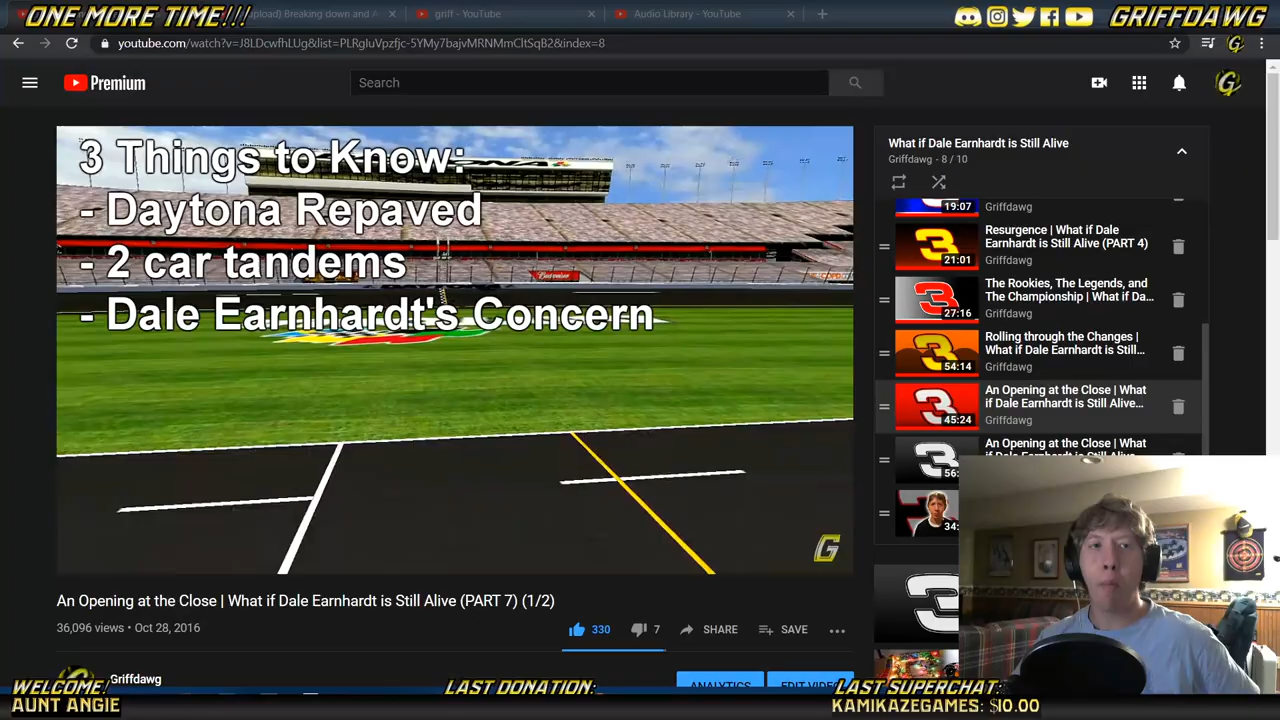 ONE MORE TIME!!!
GRIFFDAWG
griff - YouTube
Audio Library - YouTube
youtube.com/watch?v=J8LDcwfhLUg&list=PLRgIuVpzfjc-5YMy7bajvMRNMmCltSqB2&index=8
Premium
Search
3 Things to Know:
- Daytona Repaved
- 2 car tandems
- Dale Earnhardt's Concern
What if Dale Earnhardt is Still Alive
Griffdawg - 8 / 10
19:07
Griffdawg
Resurgence | What if Dale
Earnhardt is Still Alive (PART 4)
Griffdawg
21:01
The Rookies, The Legends, and
The Championship | What if Da...
Griffdawg
27:16
Rolling through the Changes |
What if Dale Earnhardt is Still...
Griffdawg
54:14
An Opening at the Close | What
if Dale Earnhardt is Still Alive...
Griffdawg
45:24
An Opening at the Close | What
An Opening at the Close | What if Dale Earnhardt is Still Alive (PART 7) (1/2)
36,096 views • Oct 28, 2016
330
7
SHARE
SAVE
Griffdawg
ANALYTICS
EDIT VIDEO
WELCOME!
AUNT ANGIE
LAST DONATION:
LAST SUPERCHAT:
KAMIKAZEGAMES: $10.00